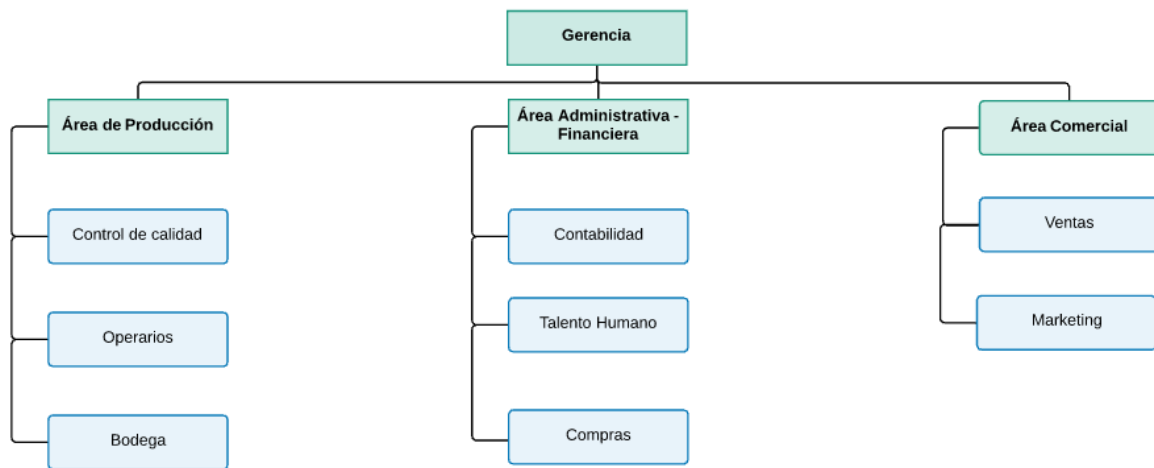 Gerencia
Área de Producción
Área Administrativa -
Financiera
Área Comercial
Control de calidad
Contabilidad
Ventas
Operarios
Talento Humano
Marketing
Bodega
Compras